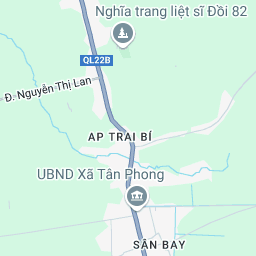 Nghĩa trang liệt sĩ Đồi 82
QL22B
Đ. Nguyễn Thị Lan
AP TRAI BÍ
UBND Xã Tân Phong
SÂN BAY